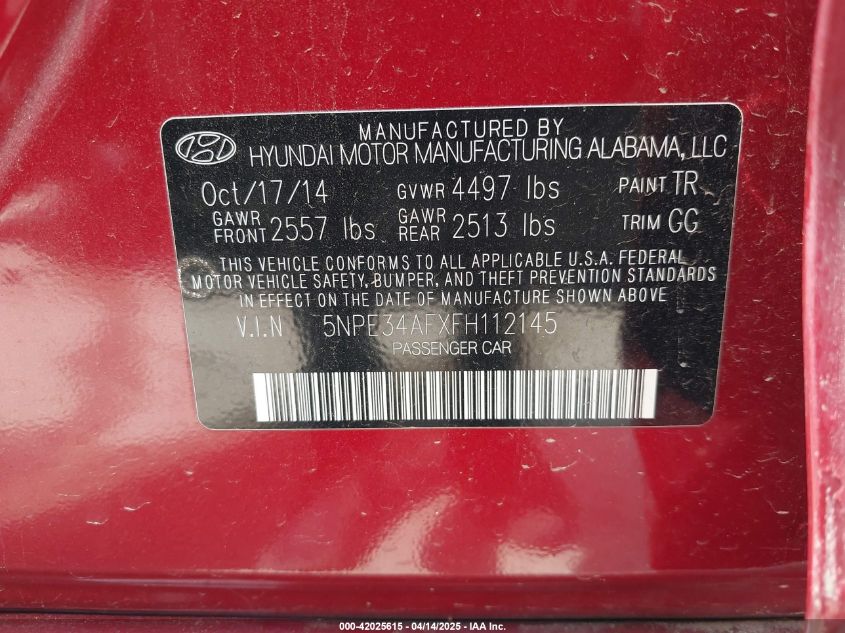 MANUFACTURED BY
HYUNDAI MOTOR MANUFACTURING ALABAMA, LLC
Oct/17/14 GVWR 4497 lbs PAINT TR
GAWR FRONT 2557 lbs GAWR REAR 2513 lbs TRIM GG
THIS VEHICLE CONFORMS TO ALL APPLICABLE U.S.A. FEDERAL
MOTOR VEHICLE SAFETY, BUMPER, AND THEFT PREVENTION STANDARDS
IN EFFECT ON THE DATE OF MANUFACTURE SHOWN ABOVE
V.I.N 5NPE34AFXFH112145
PASSENGER CAR
000-42025615 - 04/14/2025 - IAA Inc.